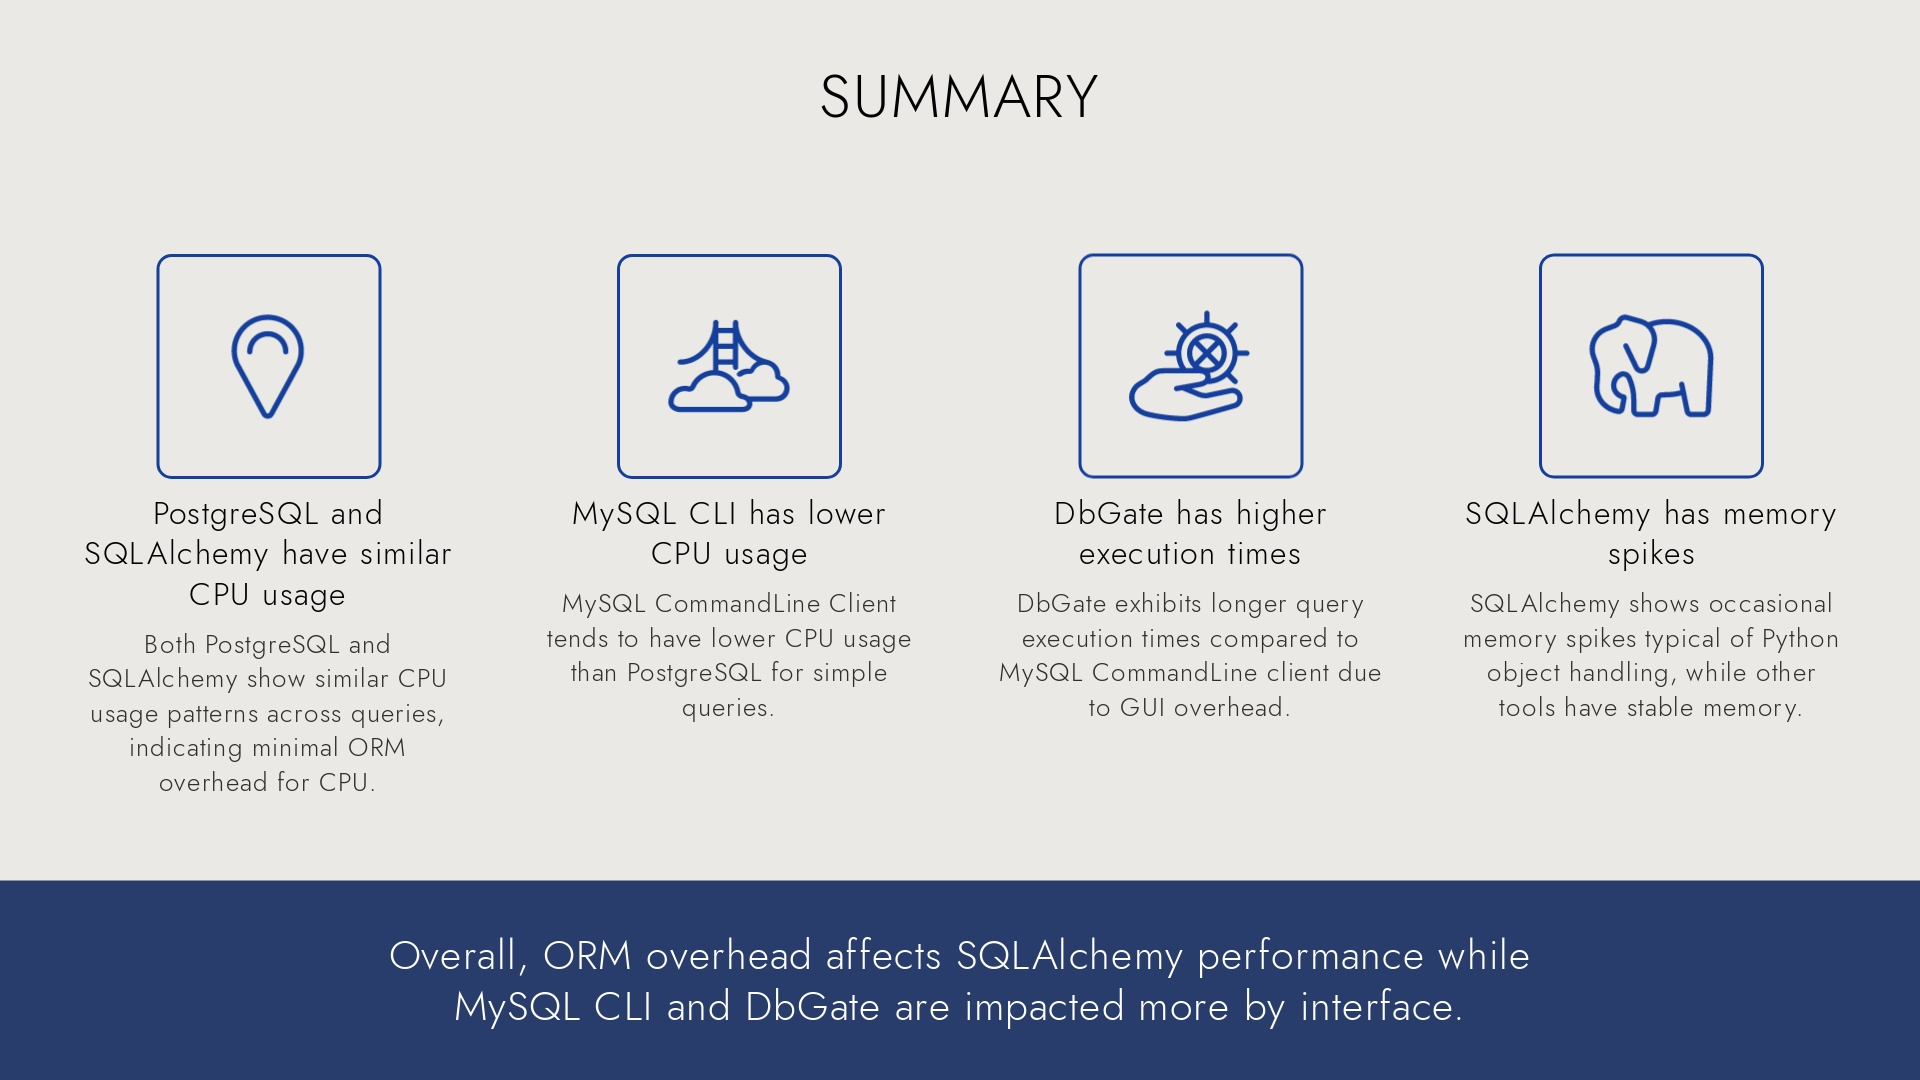 SUMMARY
PostgreSQL and
SQLAlchemy have similar
CPU usage
Both PostgreSQL and
SQLAlchemy show similar CPU
usage patterns across queries,
indicating minimal ORM
overhead for CPU.
MySQL CLI has lower
CPU usage
MySQL CommandLine Client
tends to have lower CPU usage
than PostgreSQL for simple
queries.
DbGate has higher
execution times
DbGate exhibits longer query
execution times compared to
MySQL CommandLine client due
to GUI overhead.
SQLAlchemy has memory
spikes
SQLAlchemy shows occasional
memory spikes typical of Python
object handling, while other
tools have stable memory.
Overall, ORM overhead affects SQLAlchemy performance while
MySQL CLI and DbGate are impacted more by interface.